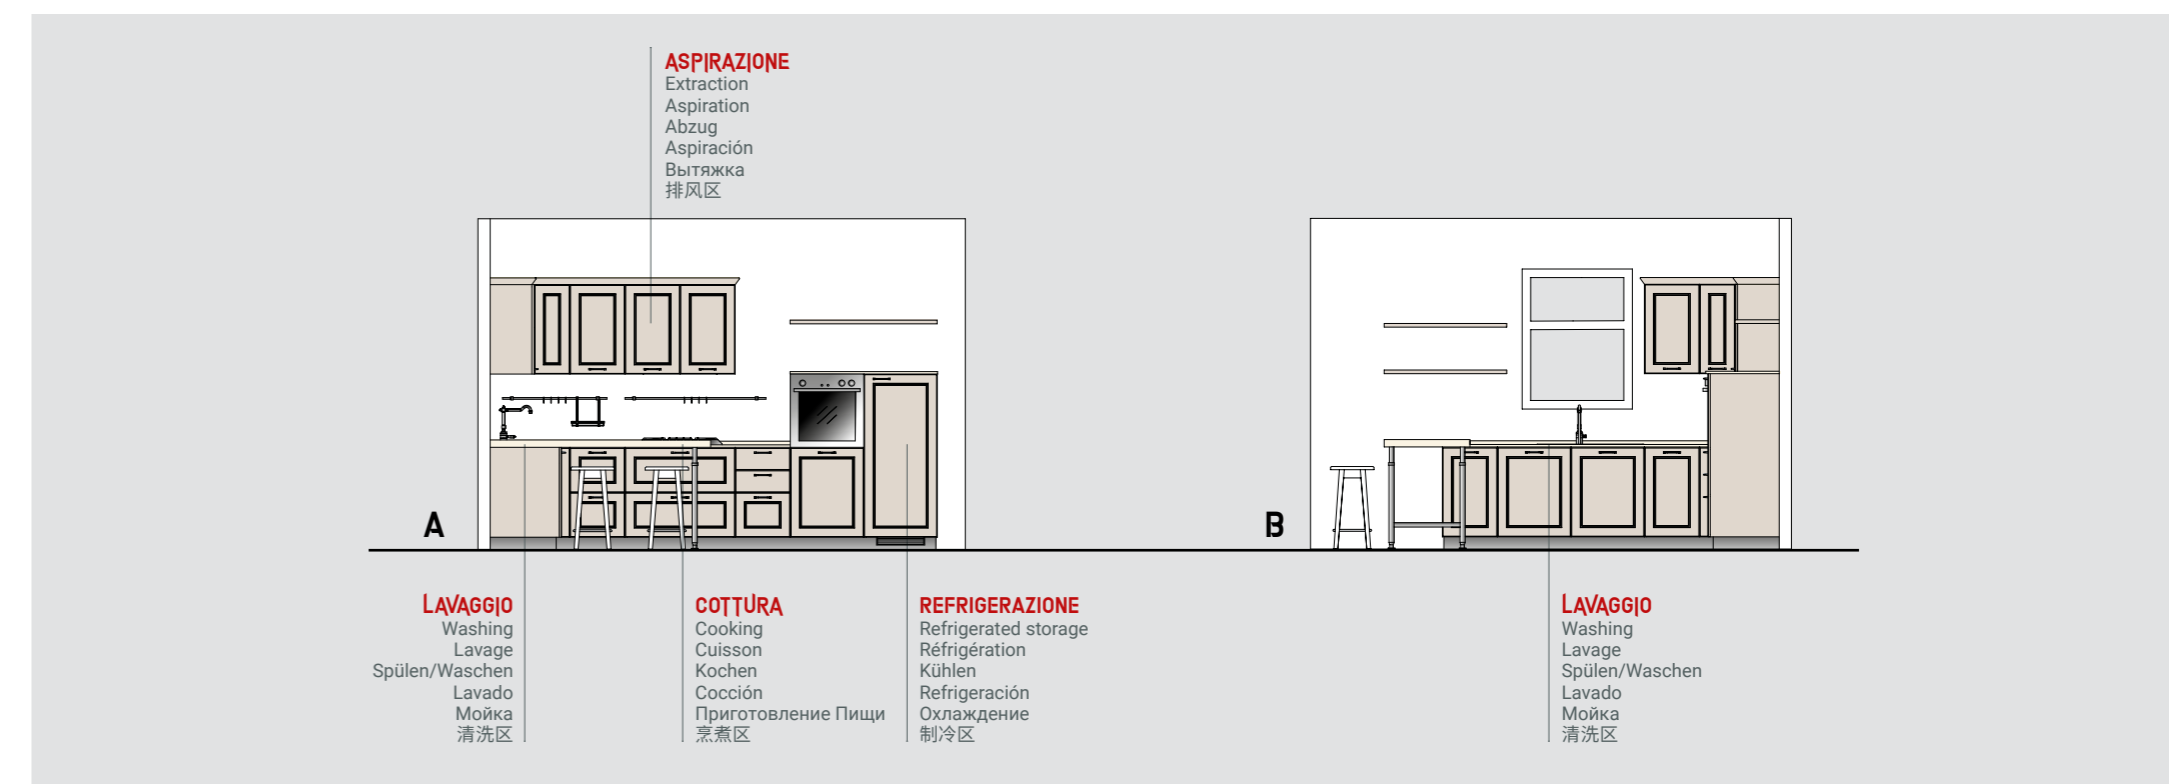 ASPIRAZIONE
Extraction
Aspiration
Abzug
Aspiración
Вытяжка
排风区
A
B
LAVAGGIO
Washing
Lavage
Spülen/Waschen
Lavado
Мойка
清洗区
COTTURA
Cooking
Cuisson
Kochen
Cocción
Приготовление Пищи
烹煮区
REFRIGERAZIONE
Refrigerated storage
Réfrigération
Kühlen
Refrigeración
Охлаждение
制冷区
LAVAGGIO
Washing
Lavage
Spülen/Waschen
Lavado
Мойка
清洗区